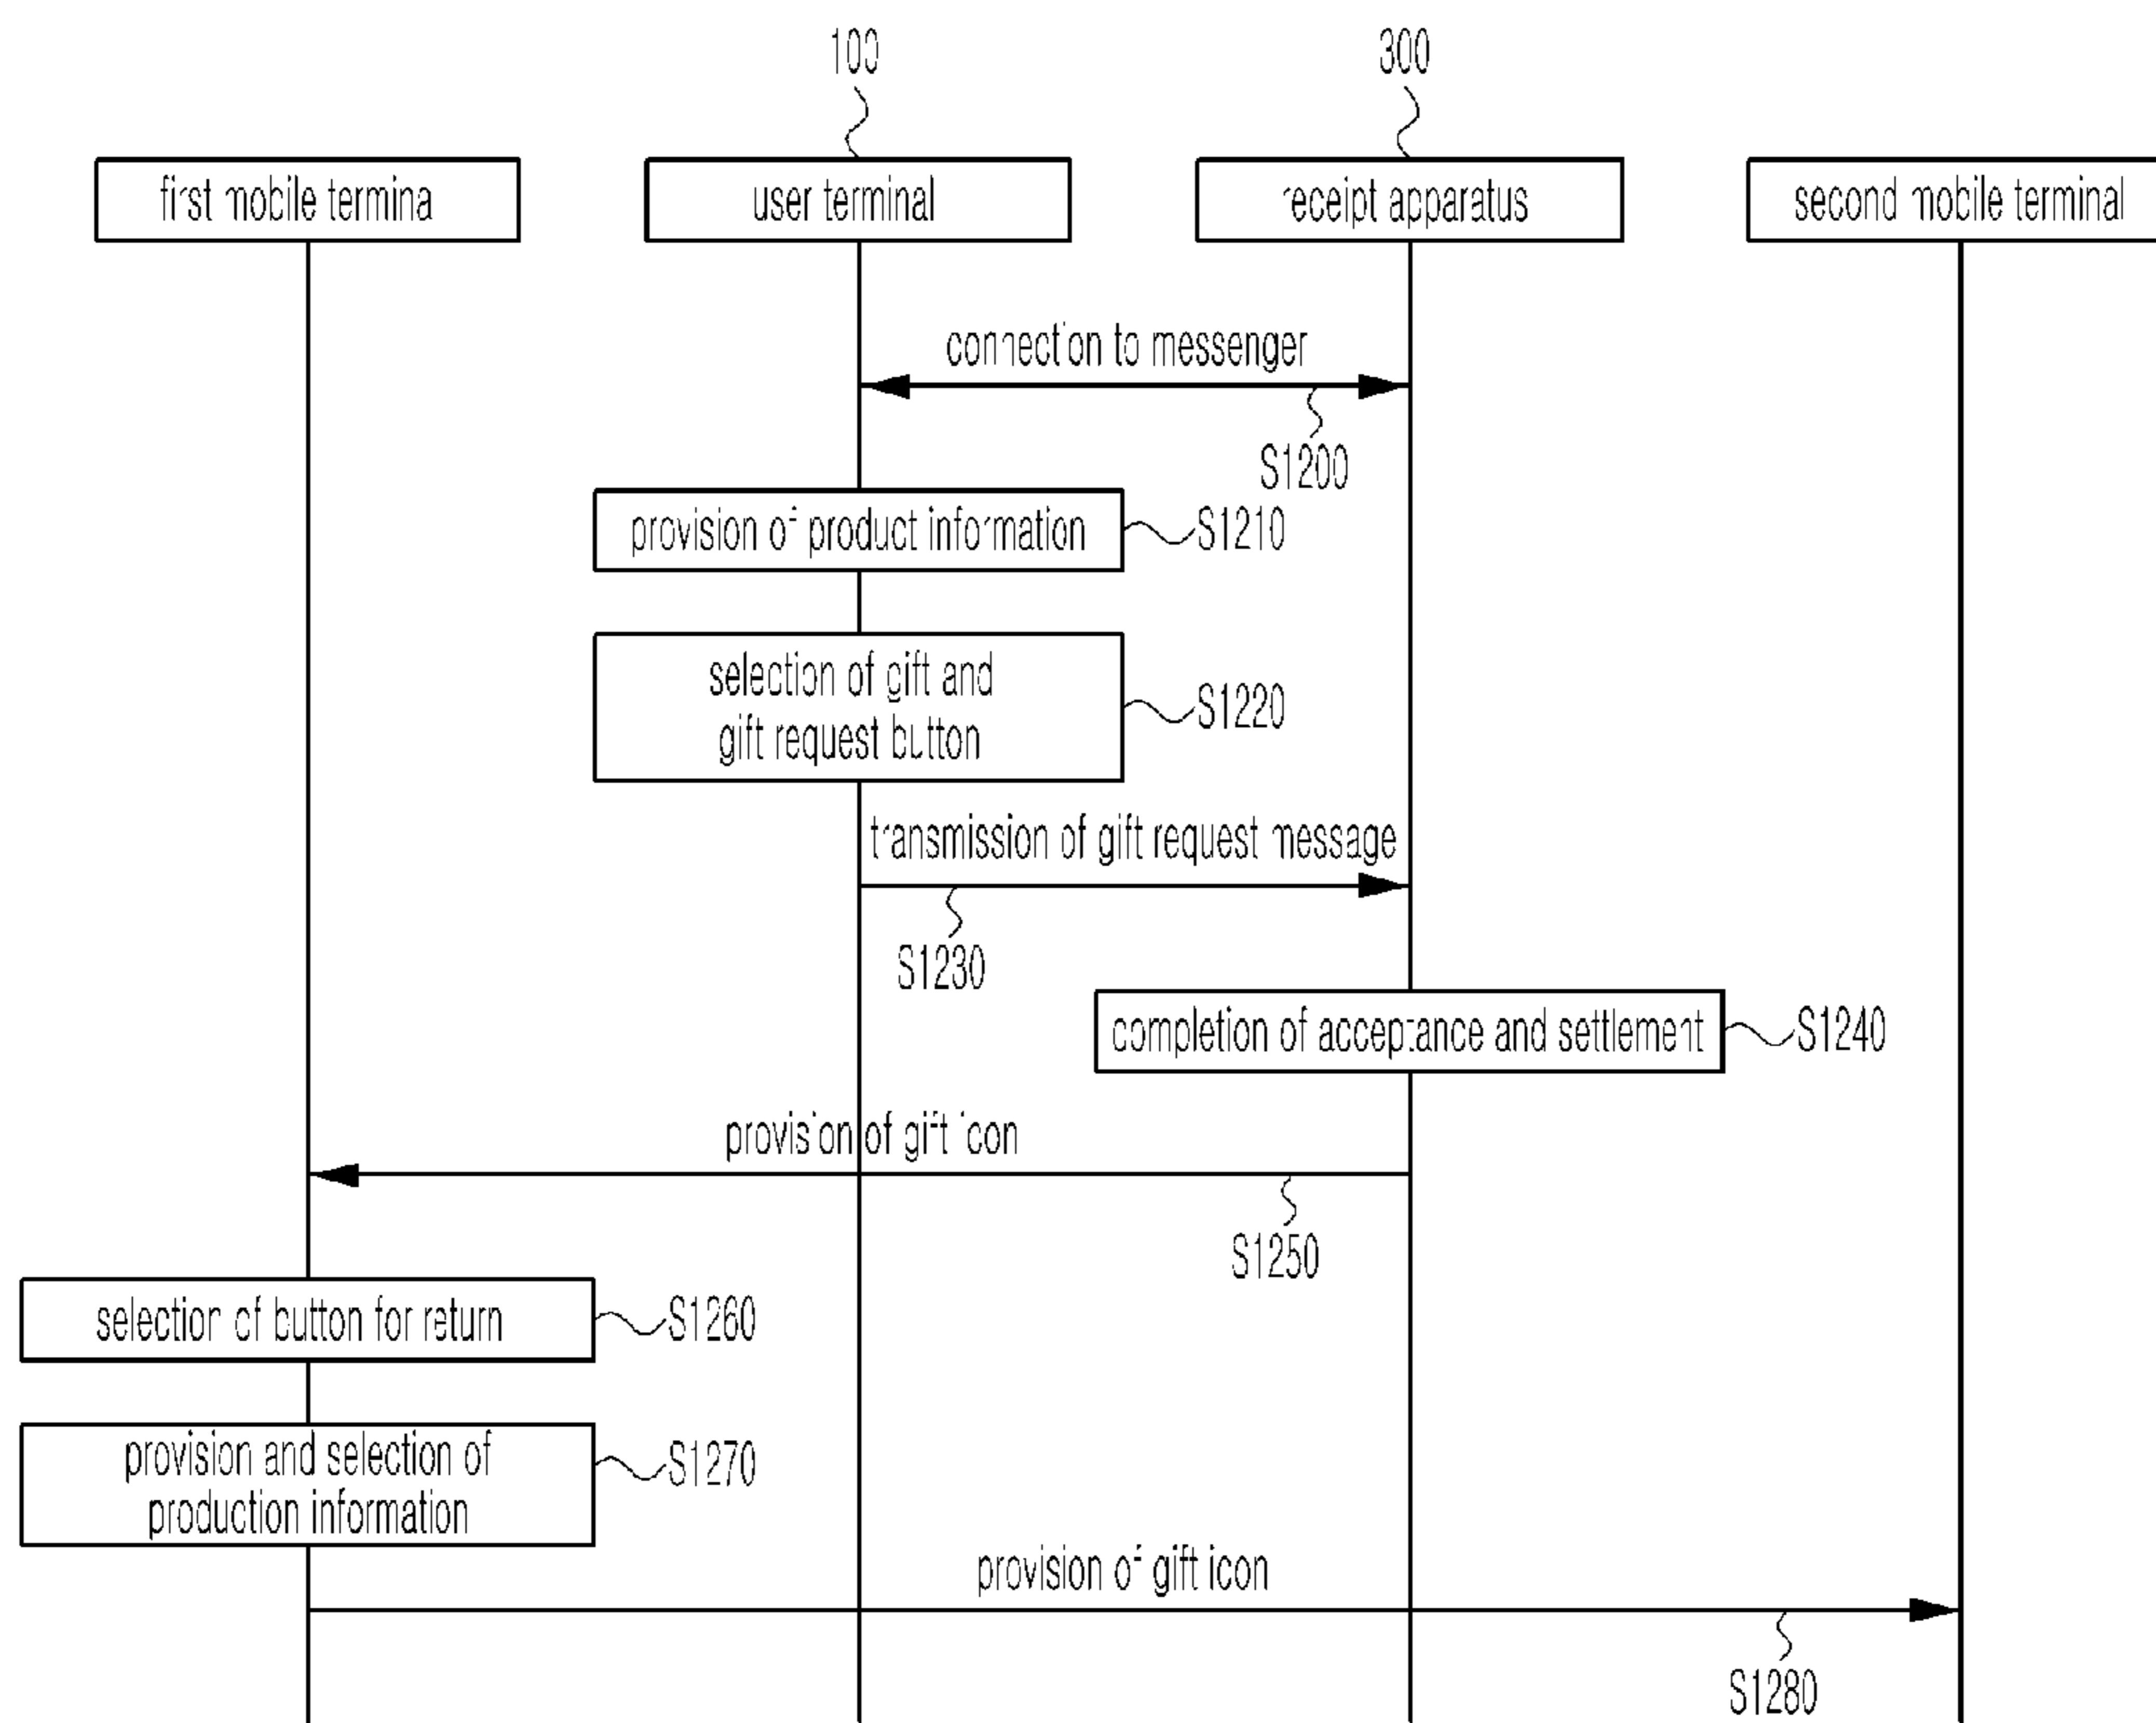 100
300
first mobile termina
user terminal
receipt apparatus
second mobile terminal
connection to messenger
S1200
provision of product information
S1210
selection of gift and
gift request button
S1220
transmission of gift request message
S1230
completion of acceptance and settlement
S1240
provision of gift icon
S1250
selection of button for return
S1260
provision and selection of
production information
S1270
provision of gift icon
S1280